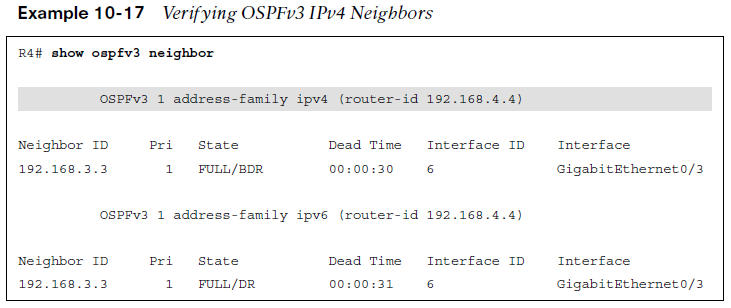 Example 10-17 Verifying OSPFv3 IPv4 Neighbors
R4# show ospfv3 neighbor
OSPFv3 1 address-family ipv4 (router-id 192.168.4.4)
Neighbor ID Pri State Dead Time Interface ID Interface
192.168.3.3 1 FULL/BDR 00:00:30 6 GigabitEthernet0/3
OSPFv3 1 address-family ipv6 (router-id 192.168.4.4)
Neighbor ID Pri State Dead Time Interface ID Interface
192.168.3.3 1 FULL/DR 00:00:31 6 GigabitEthernet0/3